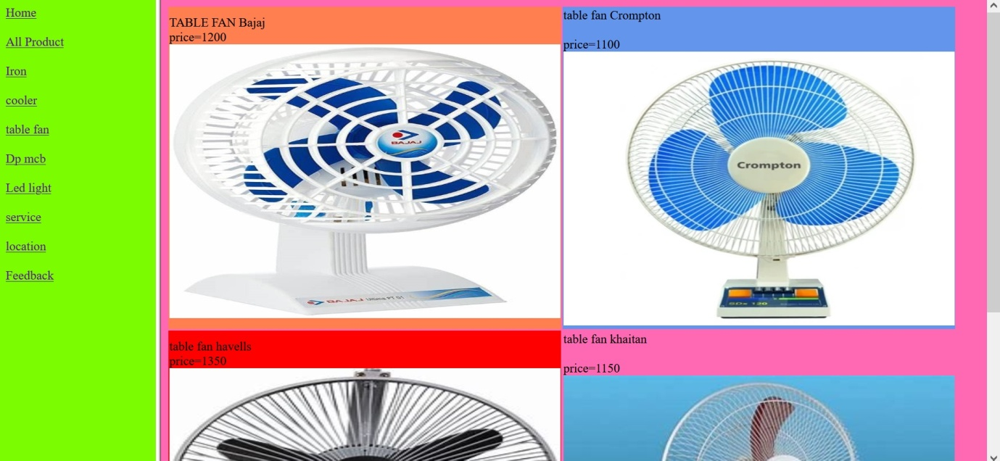 Home
All Product
Iron
cooler
table fan
Dp mcb
Led light
service
location
Feedback
TABLE FAN Bajaj
price=1200
BAJAJ
BAJAJ Ultima PT 01
table fan Crompton
price=1100
Crompton
SDx 120
table fan havells
price=1350
table fan khaitan
price=1150